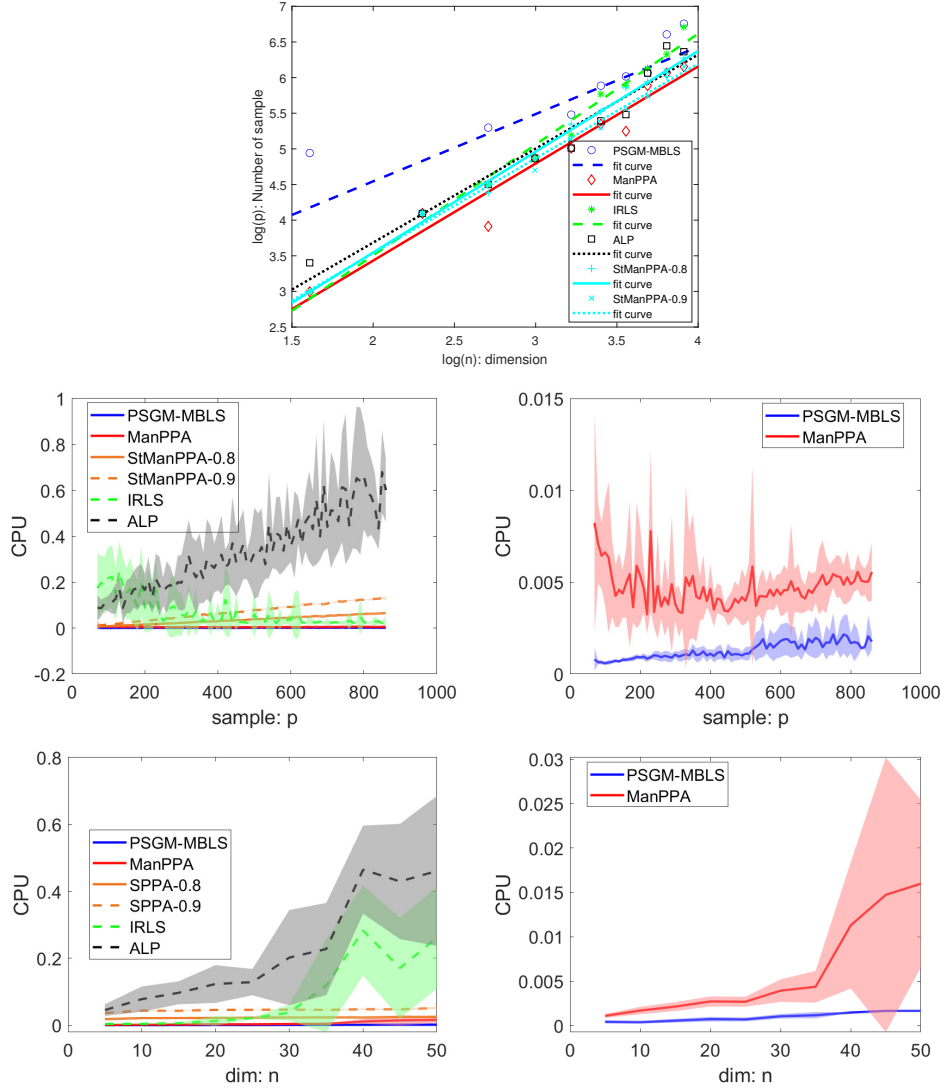 7
6.5
6
5.5
5
4.5
4
3.5
3
2.5
log(p): Number of sample
1.5 2 2.5 3 3.5 4
log(n): dimension
PSGM-MBLS
fit curve
ManPPA
fit curve
IRLS
fit curve
ALP
fit curve
StManPPA-0.8
fit curve
StManPPA-0.9
fit curve
1
0.8
0.6
0.4
0.2
0
-0.2
CPU
0 200 400 600 800 1000
sample: p
PSGM-MBLS
ManPPA
StManPPA-0.8
StManPPA-0.9
IRLS
ALP
0.015
0.01
0.005
0
CPU
0 200 400 600 800 1000
sample: p
PSGM-MBLS
ManPPA
0.8
0.6
0.4
0.2
0
CPU
0 10 20 30 40 50
dim: n
PSGM-MBLS
ManPPA
SPPA-0.8
SPPA-0.9
IRLS
ALP
0.03
0.025
0.02
0.015
0.01
0.005
0
CPU
0 10 20 30 40 50
dim: n
PSGM-MBLS
ManPPA